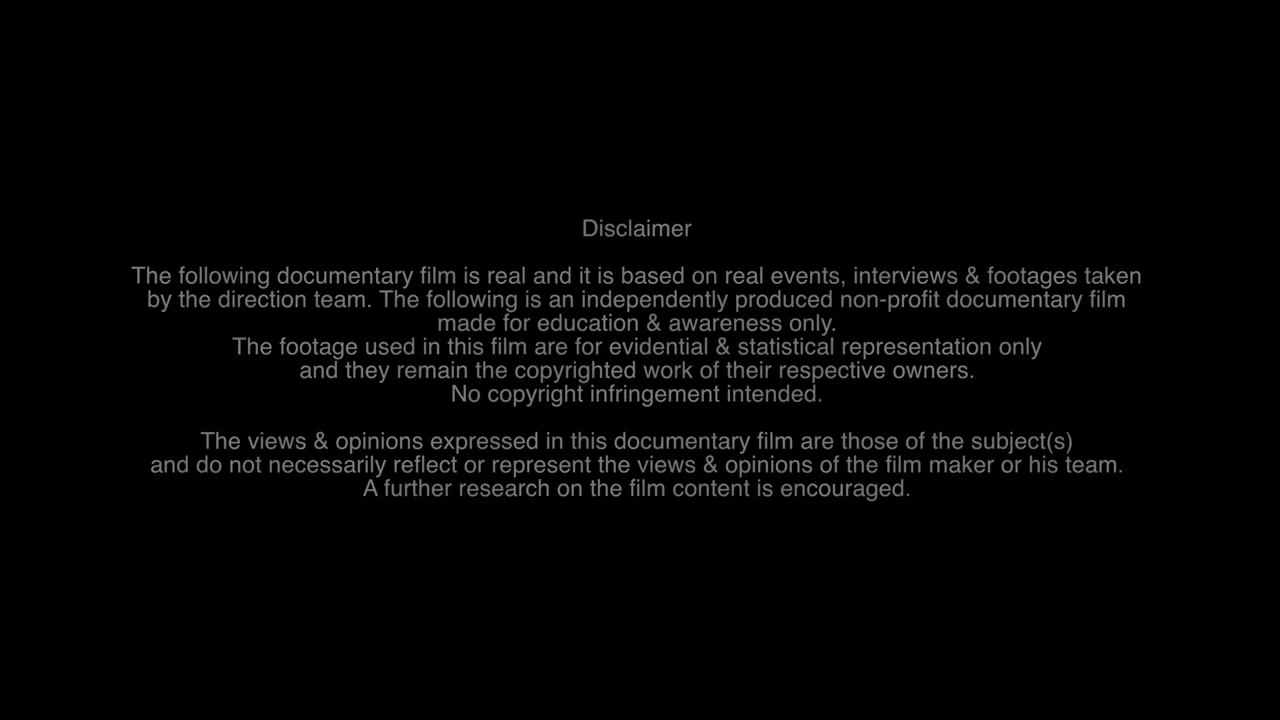 Disclaimer
The following documentary film is real and it is based on real events, interviews & footages taken
by the direction team. The following is an independently produced non-profit documentary film
made for education & awareness only.
The footage used in this film are for evidential & statistical representation only
and they remain the copyrighted work of their respective owners.
No copyright infringement intended.
The views & opinions expressed in this documentary film are those of the subject(s)
and do not necessarily reflect or represent the views & opinions of the film maker or his team.
A further research on the film content is encouraged.